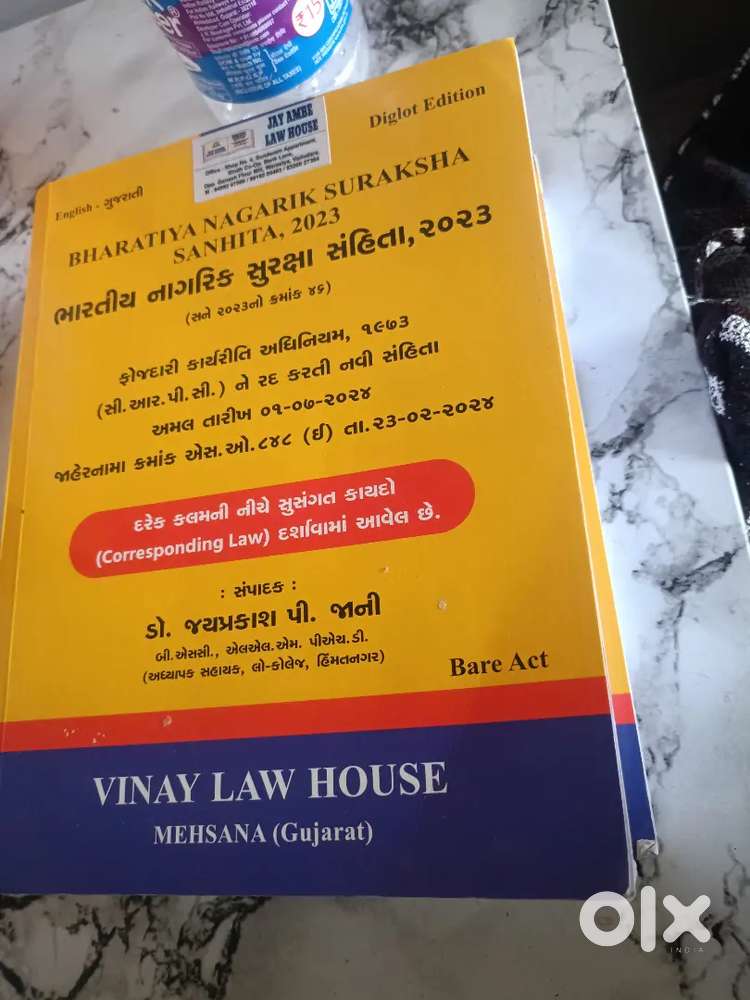 ₹15
JAY AMBE
LAW HOUSE
Diglot Edition
English - ગુજરાતી
BHARATIYA NAGARIK SURAKSHA
SANHITA, 2023
ભારતીય નાગરિક સુરક્ષા સંહિતા, ૨૦૨૩
(સને ૨૦૨૩નો ક્રમાંક ૪૬)
ફોજદારી કાર્યરીતિ અધિનિયમ, ૧૯૭૩
(સી.આર.પી.સી.) ને રદ કરતી નવી સંહિતા
અમલ તારીખ ૦૧-૦૭-૨૦૨૪
જાહેરનામા ક્રમાંક એસ.ઓ.૮૪૮ (ઈ) તા.૨૩-૦૨-૨૦૨૪
દરેક કલમની નીચે સુસંગત કાયદો
(Corresponding Law) દર્શાવામાં આવેલ છે.
: સંપાદક :
ડો. જયપ્રકાશ પી. જાની
બી.એસસી., એલએલ.એમ. પીએચ.ડી.
(અધ્યાપક સહાયક, લો-કોલેજ, હિંમતનગર)
Bare Act
VINAY LAW HOUSE
MEHSANA (Gujarat)
olx
INDIA